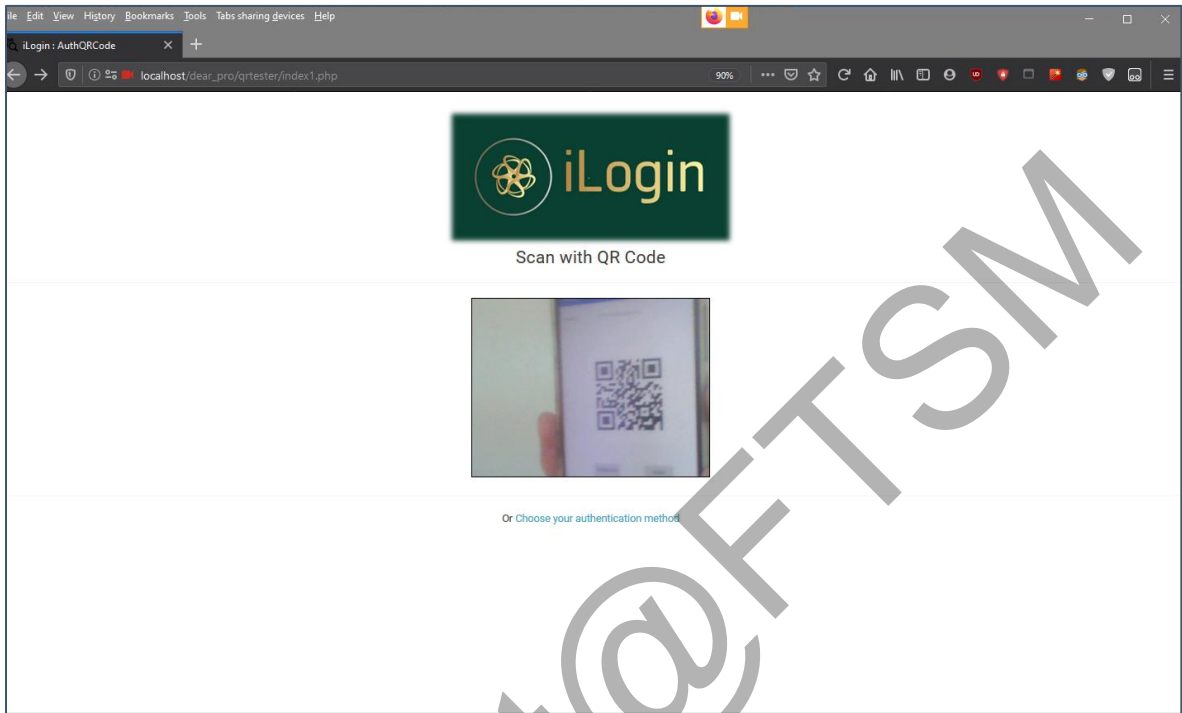 ile Edit View History Bookmarks Tools Tabs sharing devices Help
iLogin : AuthQRCode
localhost/dear_pro/qrtester/index1.php
90%
iLogin
Scan with QR Code
Or Choose your authentication method
@FTSM